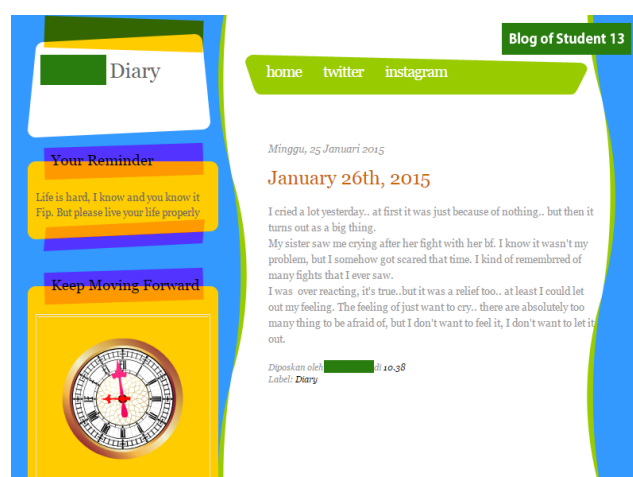 Blog of Student 13
Diary
home twitter instagram
Your Reminder
Life is hard, I know and you know it
Fip. But please live your life properly
Keep Moving Forward
Minggu, 25 Januari 2015
January 26th, 2015
I cried a lot yesterday.. at first it was just because of nothing.. but then it
turns out as a big thing.
My sister saw me crying after her fight with her bf. I know it wasn't my
problem, but I somehow got scared that time. I kind of remembrred of
many fights that I ever saw.
I was over reacting, it's true..but it was a relief too.. at least I could let
out my feeling. The feeling of just want to cry.. there are absolutely too
many thing to be afraid of, but I don't want to feel it, I don't want to let it
out.
Diposkan oleh di 10.38
Label: Diary